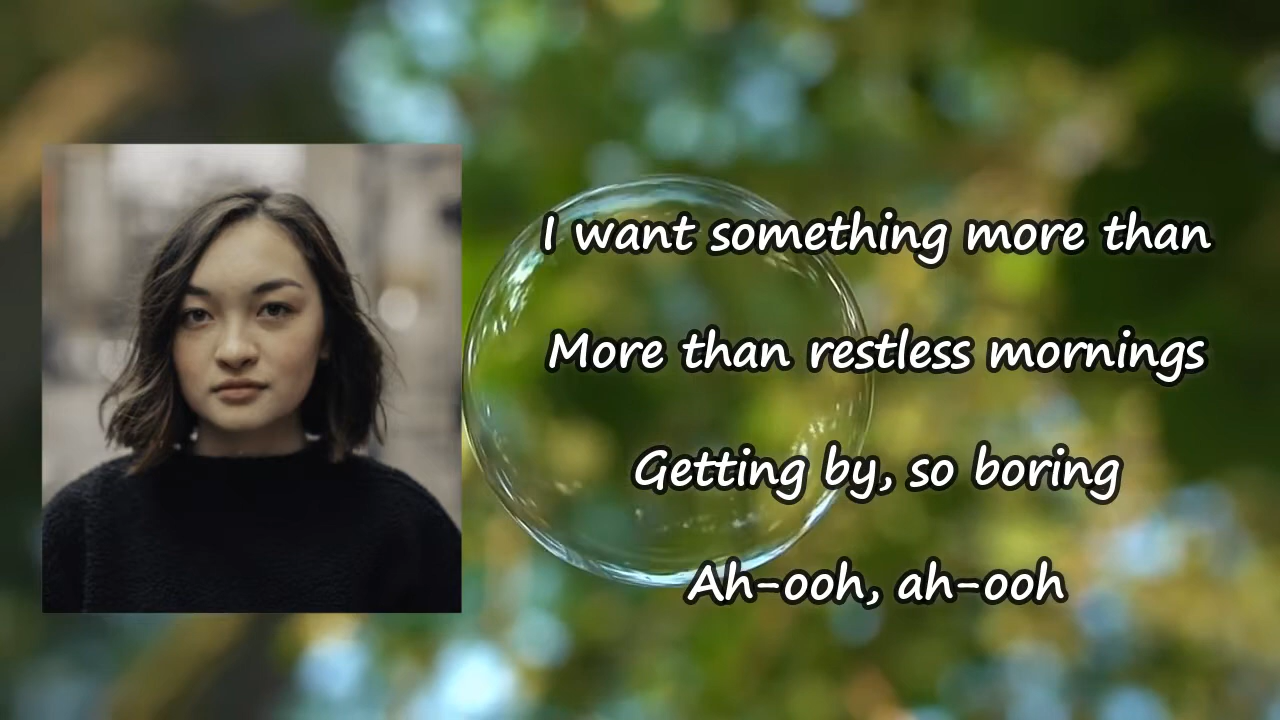 I want something more than
More than restless mornings
Getting by, so boring
Ah-ooh, ah-ooh